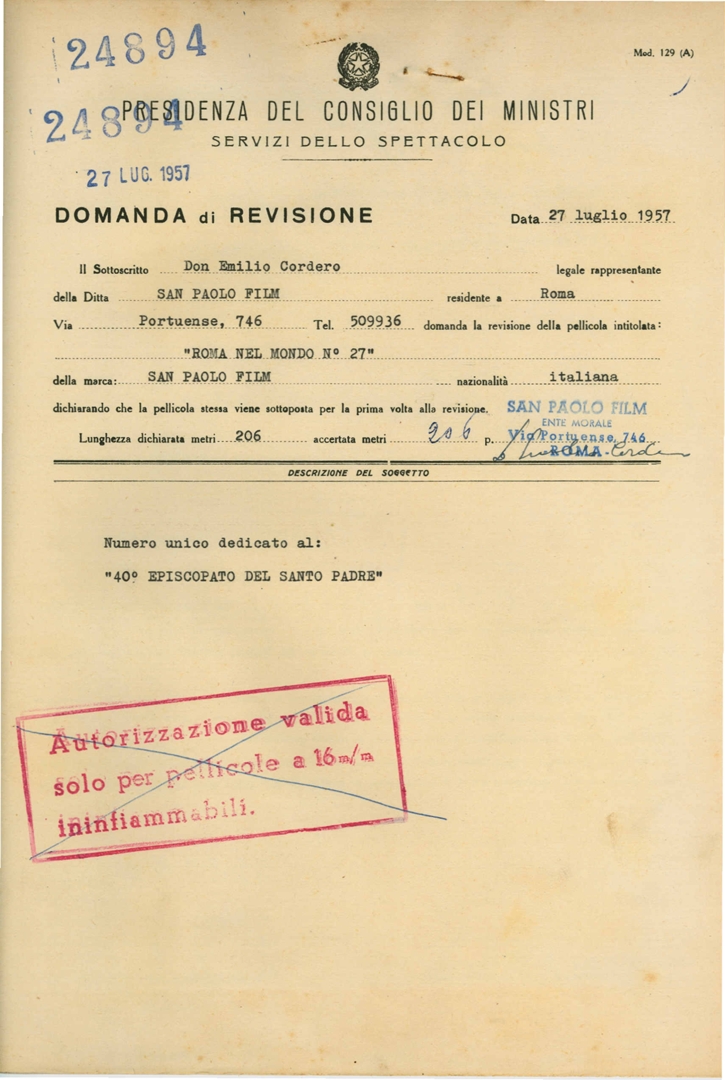 24894
Mod. 129 (A)
24894
PRESIDENZA DEL CONSIGLIO DEI MINISTRI
SERVIZI DELLO SPETTACOLO
27 LUG. 1957
DOMANDA di REVISIONE
Data 27 luglio 1957
Il Sottoscritto Don Emilio Cordero legale rappresentante
della Ditta SAN PAOLO FILM residente a Roma
Via Portuense, 746 Tel. 509936 domanda la revisione della pellicola intitolata:
"ROMA NEL MONDO N° 27"
della marca: SAN PAOLO FILM nazionalità italiana
dichiarando che la pellicola stessa viene sottoposta per la prima volta alla revisione.
SAN PAOLO FILM
ENTE MORALE
Lunghezza dichiarata metri 206 accertata metri 206 p.
Via Portuense, 746
ROMA
DESCRIZIONE DEL SOGGETTO
Numero unico dedicato al:
"40° EPISCOPATO DEL SANTO PADRE"
Autorizzazione valida
solo per pellicole a 16 m/m
ininfiammabili.